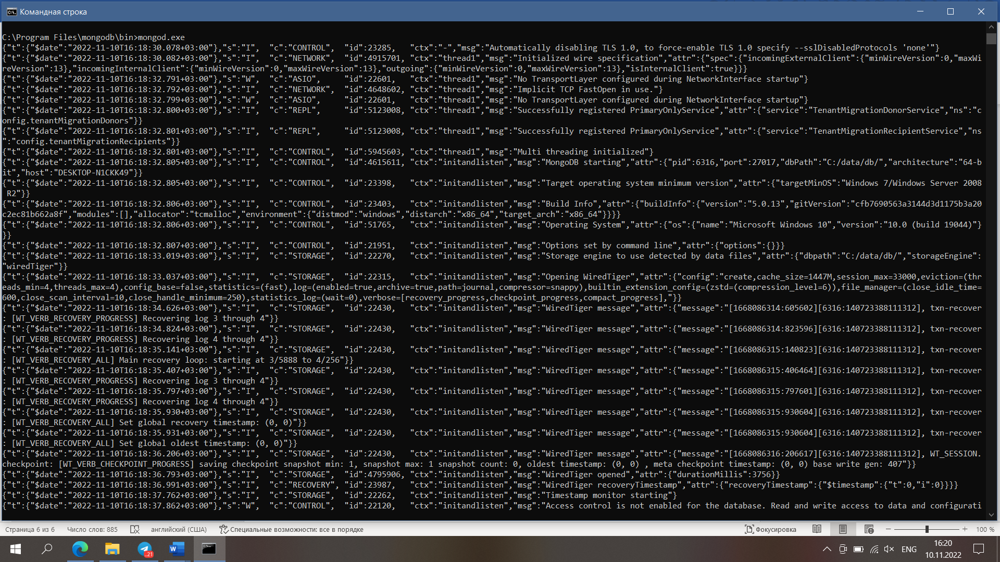 Командная строка
C:\Program Files\mongodb\bin>mongod.exe
{"t":{"$date":"2022-11-10T16:18:30.078+03:00"},"s":"I",  "c":"CONTROL",  "id":23285,   "ctx":"-","msg":"Automatically disabling TLS 1.0, to force-enable TLS 1.0 specify --sslDisabledProtocols 'none'"}
{"t":{"$date":"2022-11-10T16:18:30.082+03:00"},"s":"I",  "c":"NETWORK",  "id":4915701, "ctx":"thread1","msg":"Initialized wire specification","attr":{"spec":{"incomingExternalClient":{"minWireVersion":0,"maxWi
reVersion":13},"incomingInternalClient":{"minWireVersion":0,"maxWireVersion":13},"outgoing":{"minWireVersion":0,"maxWireVersion":13},"isInternalClient":true}}}
{"t":{"$date":"2022-11-10T16:18:32.791+03:00"},"s":"W",  "c":"ASIO",     "id":22601,   "ctx":"thread1","msg":"No TransportLayer configured during NetworkInterface startup"}
{"t":{"$date":"2022-11-10T16:18:32.792+03:00"},"s":"I",  "c":"NETWORK",  "id":4648602, "ctx":"thread1","msg":"Implicit TCP FastOpen in use."}
{"t":{"$date":"2022-11-10T16:18:32.799+03:00"},"s":"W",  "c":"ASIO",     "id":22601,   "ctx":"thread1","msg":"No TransportLayer configured during NetworkInterface startup"}
{"t":{"$date":"2022-11-10T16:18:32.800+03:00"},"s":"I",  "c":"REPL",     "id":5123008, "ctx":"thread1","msg":"Successfully registered PrimaryOnlyService","attr":{"service":"TenantMigrationDonorService","ns":"c
onfig.tenantMigrationDonors"}}
{"t":{"$date":"2022-11-10T16:18:32.801+03:00"},"s":"I",  "c":"REPL",     "id":5123008, "ctx":"thread1","msg":"Successfully registered PrimaryOnlyService","attr":{"service":"TenantMigrationRecipientService","ns
":"config.tenantMigrationRecipients"}}
{"t":{"$date":"2022-11-10T16:18:32.801+03:00"},"s":"I",  "c":"CONTROL",  "id":5945603, "ctx":"thread1","msg":"Multi threading initialized"}
{"t":{"$date":"2022-11-10T16:18:32.805+03:00"},"s":"I",  "c":"CONTROL",  "id":4615611, "ctx":"initandlisten","msg":"MongoDB starting","attr":{"pid":6316,"port":27017,"dbPath":"C:/data/db/","architecture":"64-b
it","host":"DESKTOP-N1CKK49"}}
{"t":{"$date":"2022-11-10T16:18:32.805+03:00"},"s":"I",  "c":"CONTROL",  "id":23398,   "ctx":"initandlisten","msg":"Target operating system minimum version","attr":{"targetMinOS":"Windows 7/Windows Server 2008
 R2"}}
{"t":{"$date":"2022-11-10T16:18:32.806+03:00"},"s":"I",  "c":"CONTROL",  "id":23403,   "ctx":"initandlisten","msg":"Build Info","attr":{"buildInfo":{"version":"5.0.13","gitVersion":"cfb7690563a3144d3d1175b3a20
c2ec81b662a8f","modules":[],"allocator":"tcmalloc","environment":{"distmod":"windows","distarch":"x86_64","target_arch":"x86_64"}}}}
{"t":{"$date":"2022-11-10T16:18:32.806+03:00"},"s":"I",  "c":"CONTROL",  "id":51765,   "ctx":"initandlisten","msg":"Operating System","attr":{"os":{"name":"Microsoft Windows 10","version":"10.0 (build 19044)"}
}}
{"t":{"$date":"2022-11-10T16:18:32.807+03:00"},"s":"I",  "c":"CONTROL",  "id":21951,   "ctx":"initandlisten","msg":"Options set by command line","attr":{"options":{}}}
{"t":{"$date":"2022-11-10T16:18:33.019+03:00"},"s":"I",  "c":"STORAGE",  "id":22270,   "ctx":"initandlisten","msg":"Storage engine to use detected by data files","attr":{"dbpath":"C:/data/db/","storageEngine":
"wiredTiger"}}
{"t":{"$date":"2022-11-10T16:18:33.037+03:00"},"s":"I",  "c":"STORAGE",  "id":22315,   "ctx":"initandlisten","msg":"Opening WiredTiger","attr":{"config":"create,cache_size=1447M,session_max=33000,eviction=(thr
eads_min=4,threads_max=4),config_base=false,statistics=(fast),log=(enabled=true,archive=true,path=journal,compressor=snappy),builtin_extension_config=(zstd=(compression_level=6)),file_manager=(close_idle_time=
600,close_scan_interval=10,close_handle_minimum=250),statistics_log=(wait=0),verbose=[recovery_progress,checkpoint_progress,compact_progress],"}}
{"t":{"$date":"2022-11-10T16:18:34.626+03:00"},"s":"I",  "c":"STORAGE",  "id":22430,   "ctx":"initandlisten","msg":"WiredTiger message","attr":{"message":"[1668086314:605602][6316:140723388111312], txn-recover
: [WT_VERB_RECOVERY_PROGRESS] Recovering log 3 through 4"}}
{"t":{"$date":"2022-11-10T16:18:34.824+03:00"},"s":"I",  "c":"STORAGE",  "id":22430,   "ctx":"initandlisten","msg":"WiredTiger message","attr":{"message":"[1668086314:823596][6316:140723388111312], txn-recover
: [WT_VERB_RECOVERY_PROGRESS] Recovering log 4 through 4"}}
{"t":{"$date":"2022-11-10T16:18:35.141+03:00"},"s":"I",  "c":"STORAGE",  "id":22430,   "ctx":"initandlisten","msg":"WiredTiger message","attr":{"message":"[1668086315:140823][6316:140723388111312], txn-recover
: [WT_VERB_RECOVERY_ALL] Main recovery loop: starting at 3/5888 to 4/256"}}
{"t":{"$date":"2022-11-10T16:18:35.407+03:00"},"s":"I",  "c":"STORAGE",  "id":22430,   "ctx":"initandlisten","msg":"WiredTiger message","attr":{"message":"[1668086315:406464][6316:140723388111312], txn-recover
: [WT_VERB_RECOVERY_PROGRESS] Recovering log 3 through 4"}}
{"t":{"$date":"2022-11-10T16:18:35.797+03:00"},"s":"I",  "c":"STORAGE",  "id":22430,   "ctx":"initandlisten","msg":"WiredTiger message","attr":{"message":"[1668086315:797601][6316:140723388111312], txn-recover
: [WT_VERB_RECOVERY_PROGRESS] Recovering log 4 through 4"}}
{"t":{"$date":"2022-11-10T16:18:35.930+03:00"},"s":"I",  "c":"STORAGE",  "id":22430,   "ctx":"initandlisten","msg":"WiredTiger message","attr":{"message":"[1668086315:930604][6316:140723388111312], txn-recover
: [WT_VERB_RECOVERY_ALL] Set global recovery timestamp: (0, 0)"}}
{"t":{"$date":"2022-11-10T16:18:35.931+03:00"},"s":"I",  "c":"STORAGE",  "id":22430,   "ctx":"initandlisten","msg":"WiredTiger message","attr":{"message":"[1668086315:930604][6316:140723388111312], txn-recover
: [WT_VERB_RECOVERY_ALL] Set global oldest timestamp: (0, 0)"}}
{"t":{"$date":"2022-11-10T16:18:36.206+03:00"},"s":"I",  "c":"STORAGE",  "id":22430,   "ctx":"initandlisten","msg":"WiredTiger message","attr":{"message":"[1668086316:206617][6316:140723388111312], WT_SESSION.
checkpoint: [WT_VERB_CHECKPOINT_PROGRESS] saving checkpoint snapshot min: 1, snapshot max: 1 snapshot count: 0, oldest timestamp: (0, 0) , meta checkpoint timestamp: (0, 0) base write gen: 407"}}
{"t":{"$date":"2022-11-10T16:18:36.793+03:00"},"s":"I",  "c":"STORAGE",  "id":4795906, "ctx":"initandlisten","msg":"WiredTiger opened","attr":{"durationMillis":3756}}
{"t":{"$date":"2022-11-10T16:18:36.991+03:00"},"s":"I",  "c":"RECOVERY", "id":23987,   "ctx":"initandlisten","msg":"WiredTiger recoveryTimestamp","attr":{"recoveryTimestamp":{"$timestamp":{"t":0,"i":0}}}}
{"t":{"$date":"2022-11-10T16:18:37.762+03:00"},"s":"I",  "c":"STORAGE",  "id":22262,   "ctx":"initandlisten","msg":"Timestamp monitor starting"}
{"t":{"$date":"2022-11-10T16:18:37.862+03:00"},"s":"W",  "c":"CONTROL",  "id":22120,   "ctx":"initandlisten","msg":"Access control is not enabled for the database. Read and write access to data and configurati
Страница 6 из 6 Число слов: 885 английский (США) Специальные возможности: все в порядке Фокусировка 100 %
..21 ENG 16:20
10.11.2022